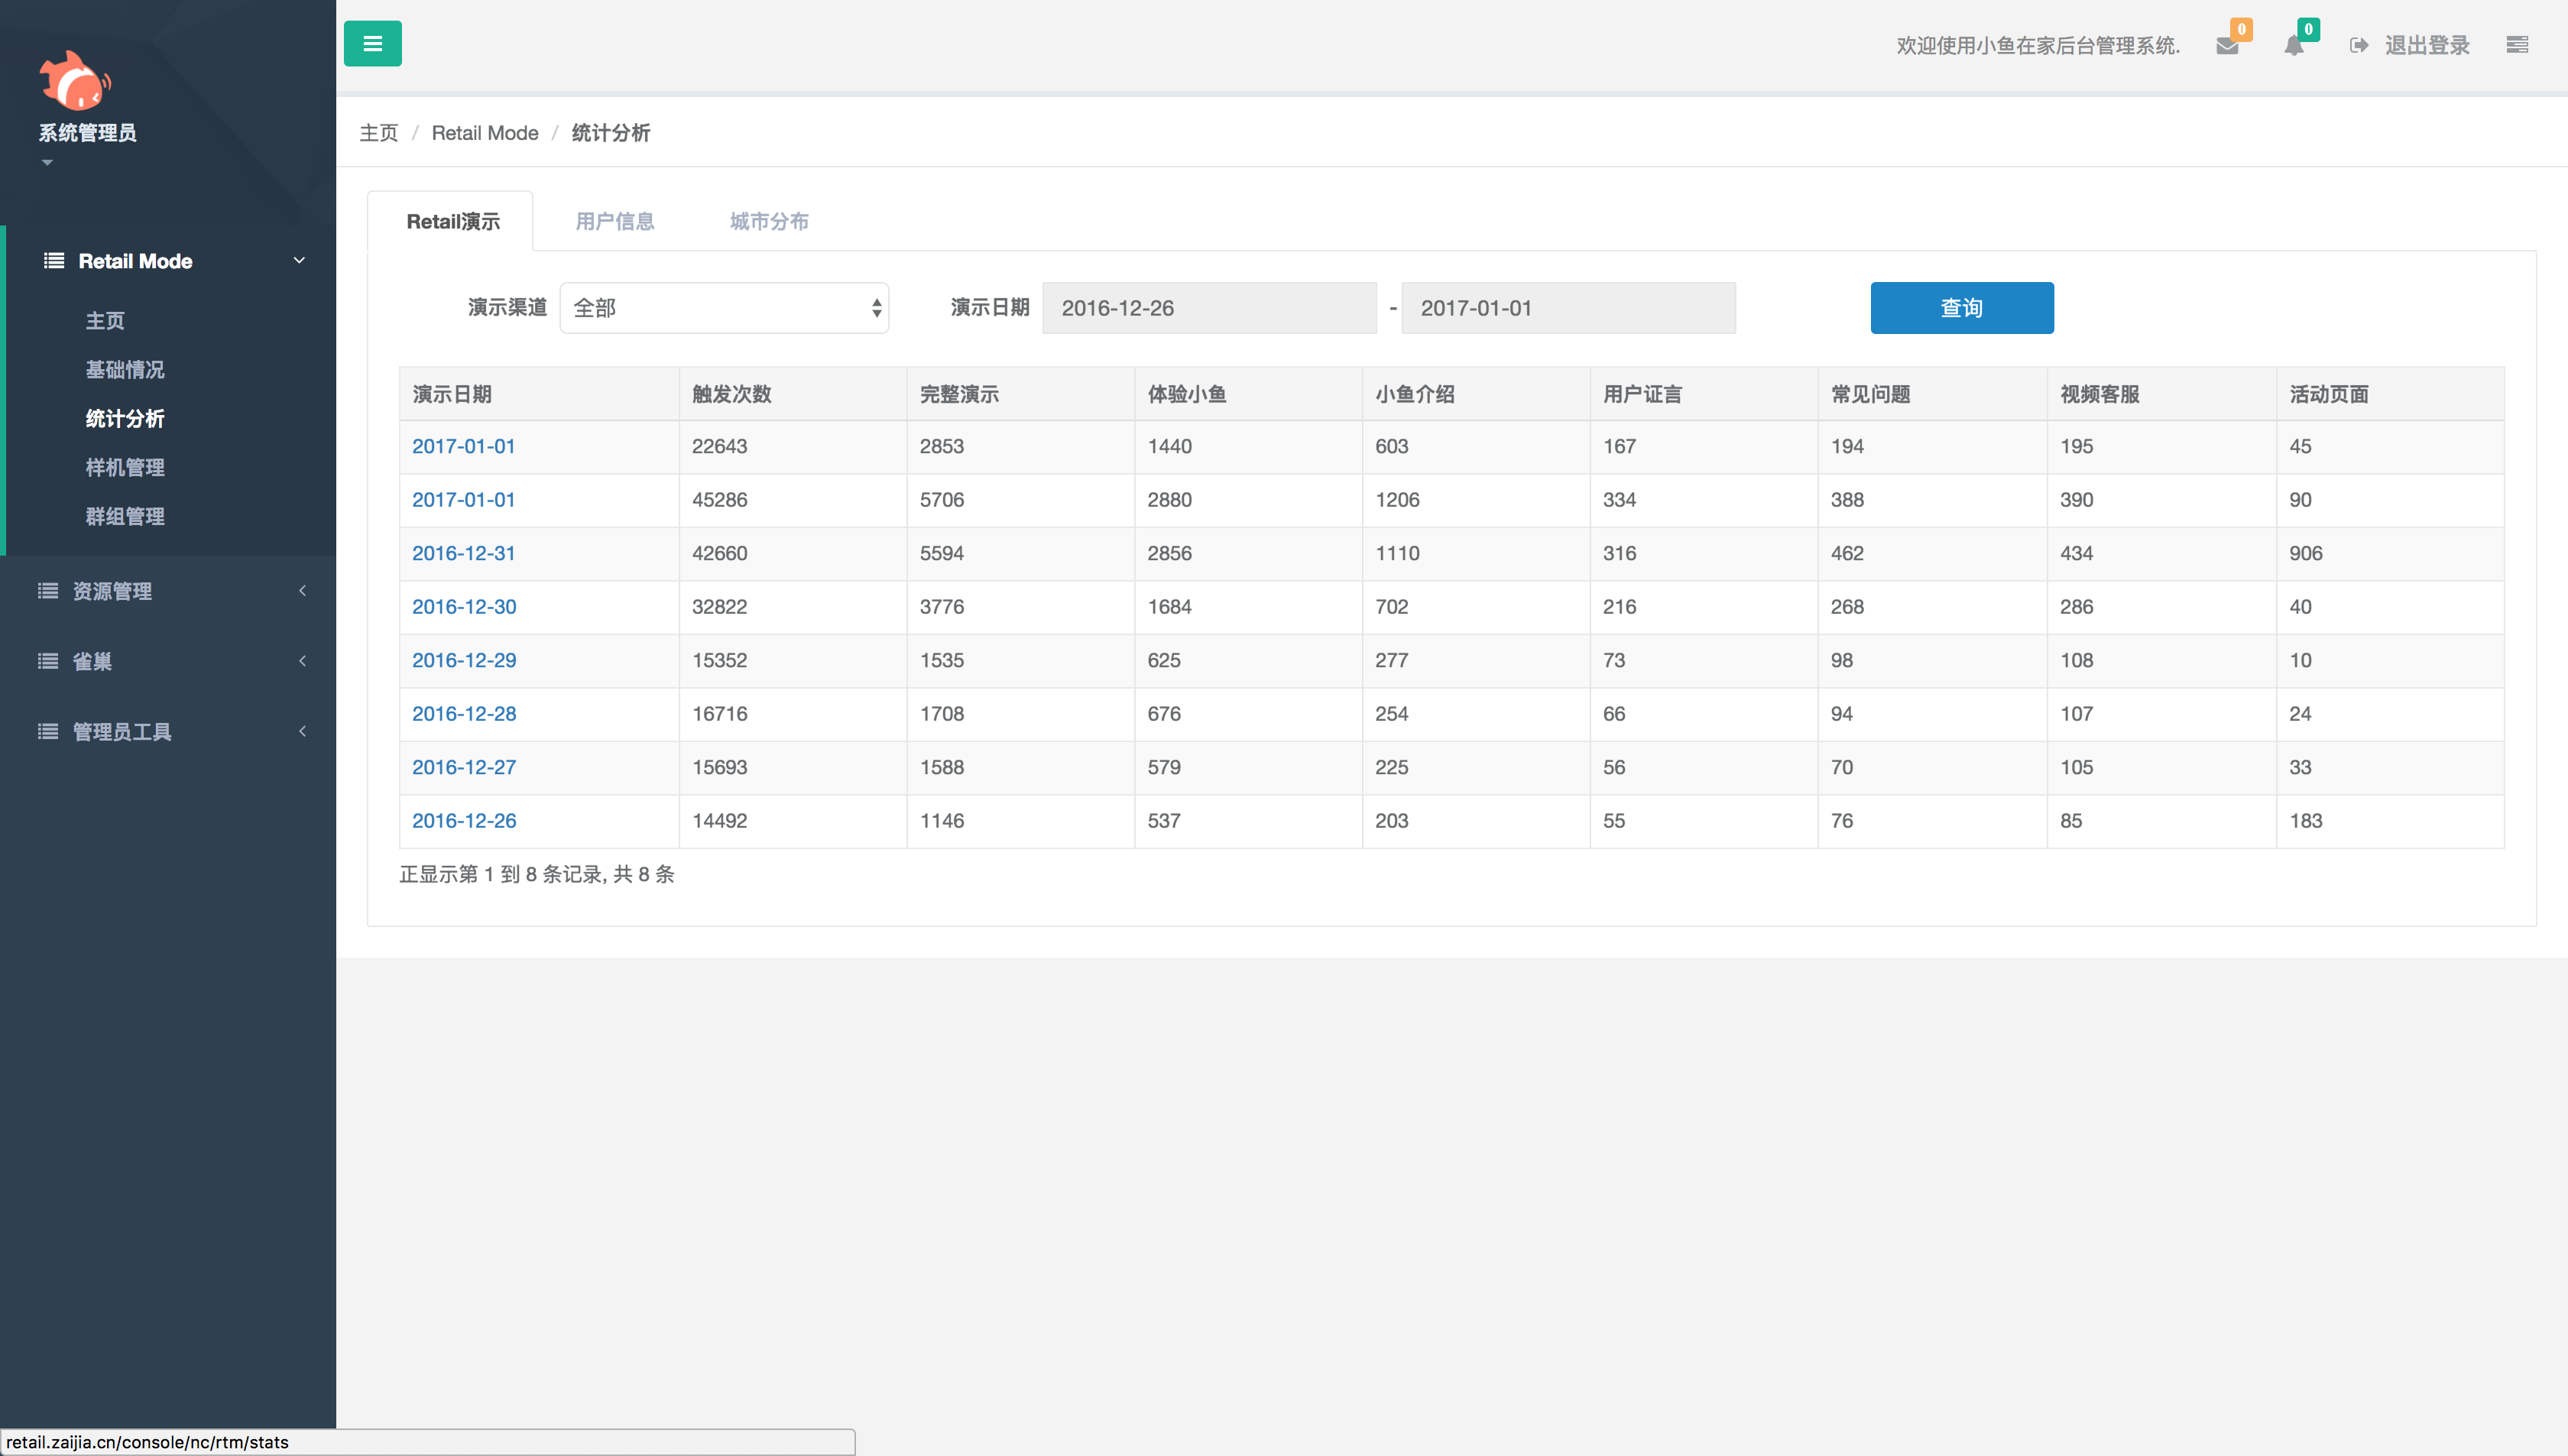 系统管理员
Retail Mode
主页
基础情况
统计分析
样机管理
群组管理
资源管理
雀巢
管理员工具
欢迎使用小鱼在家后台管理系统. 0 0 退出登录
主页 / Retail Mode / 统计分析
Retail演示 用户信息 城市分布
演示渠道 全部 演示日期 2016-12-26 - 2017-01-01 查询
演示日期 触发次数 完整演示 体验小鱼 小鱼介绍 用户证言 常见问题 视频客服 活动页面
2017-01-01 22643 2853 1440 603 167 194 195 45
2017-01-01 45286 5706 2880 1206 334 388 390 90
2016-12-31 42660 5594 2856 1110 316 462 434 906
2016-12-30 32822 3776 1684 702 216 268 286 40
2016-12-29 15352 1535 625 277 73 98 108 10
2016-12-28 16716 1708 676 254 66 94 107 24
2016-12-27 15693 1588 579 225 56 70 105 33
2016-12-26 14492 1146 537 203 55 76 85 183
正显示第 1 到 8 条记录, 共 8 条
retail.zaijia.cn/console/nc/rtm/stats